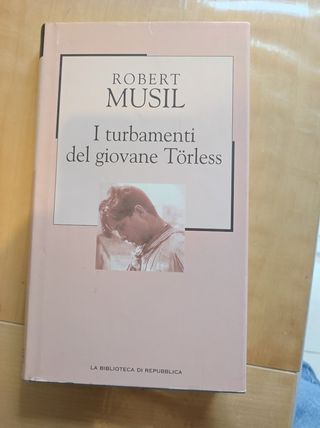 ROBERT
MUSIL
I turbamenti
del giovane Törless
LA BIBLIOTECA DI REPUBBLICA